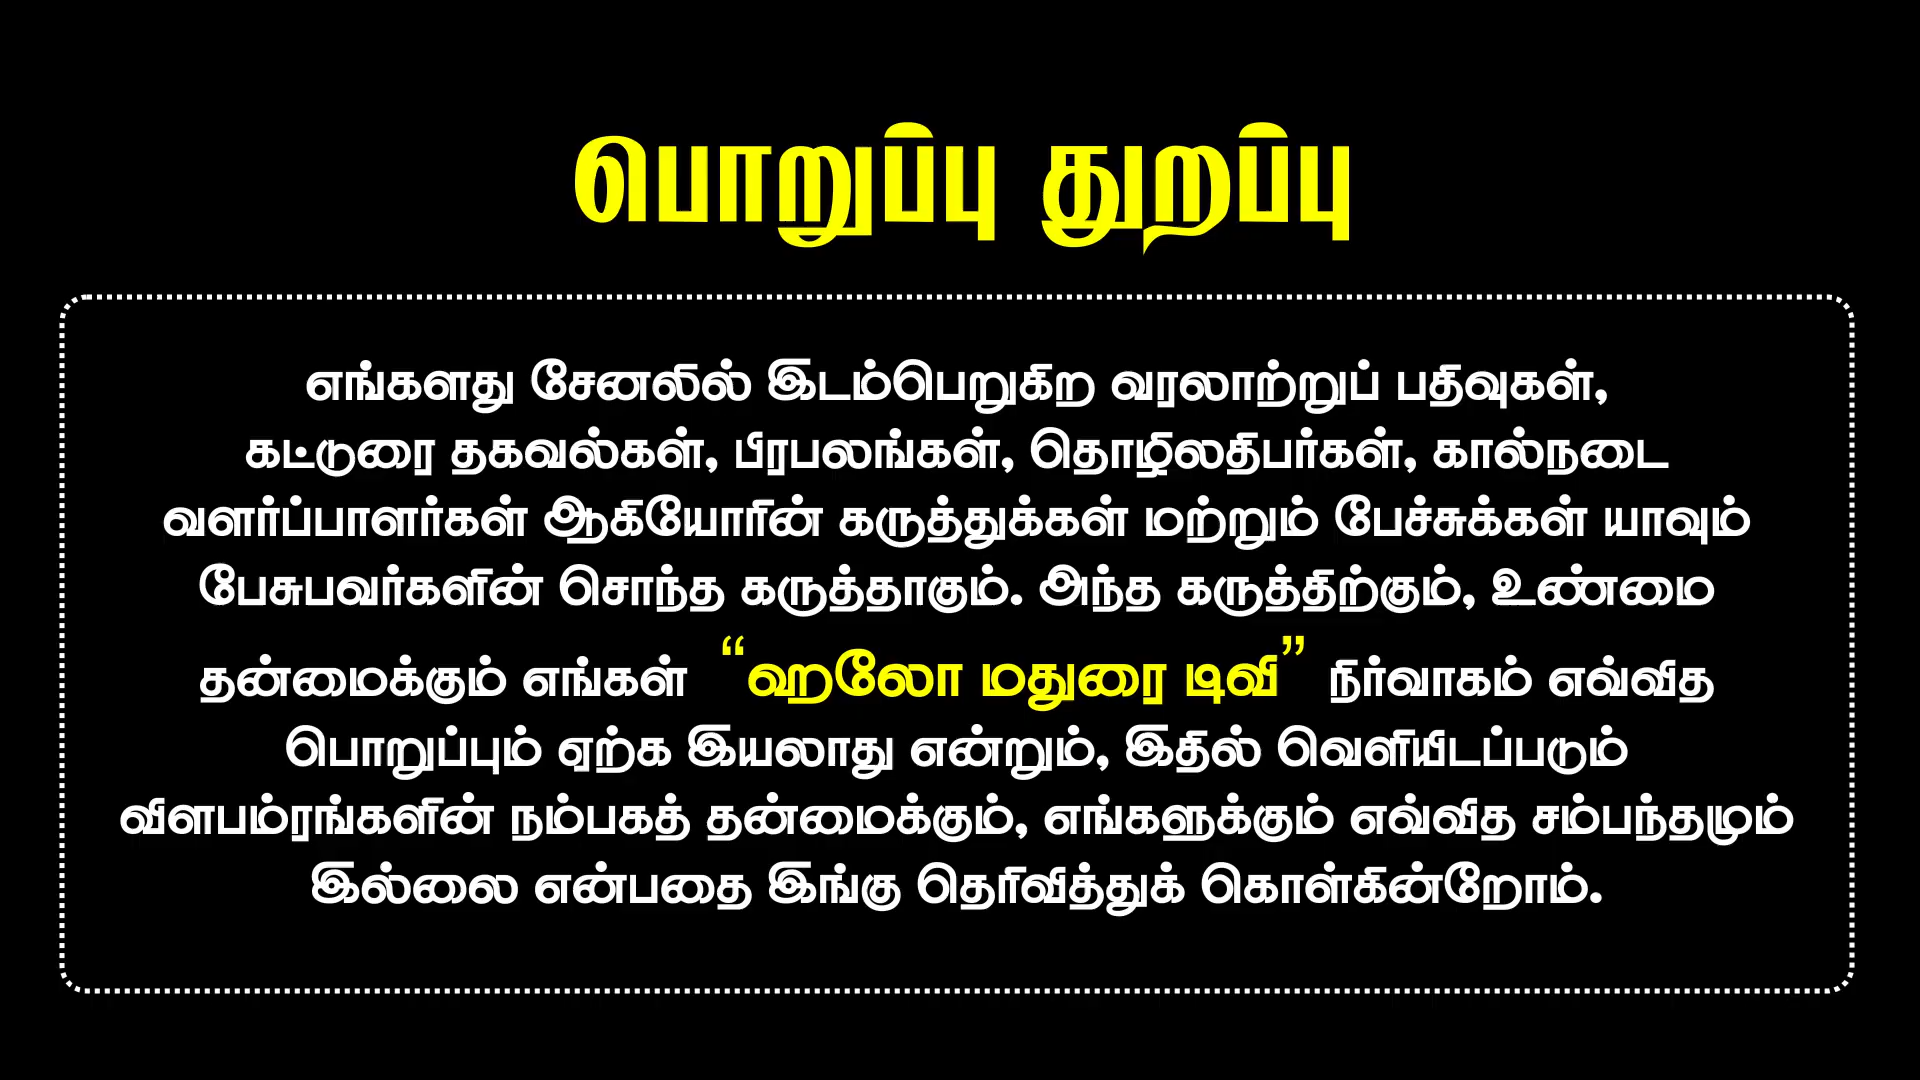 பொறுப்பு துறப்பு
எங்களது சேனலில் இடம்பெறுகிற வரலாற்றுப் பதிவுகள்,
கட்டுரை தகவல்கள், பிரபலங்கள், தொழிலதிபர்கள், கால்நடை
வளர்ப்பாளர்கள் ஆகியோரின் கருத்துக்கள் மற்றும் பேச்சுக்கள் யாவும்
பேசுபவர்களின் சொந்த கருத்தாகும். அந்த கருத்திற்கும், உண்மை
தன்மைக்கும் எங்கள் “ஹலோ மதுரை டிவி” நிர்வாகம் எவ்வித
பொறுப்பும் ஏற்க இயலாது என்றும், இதில் வெளியிடப்படும்
விளபம்ரங்களின் நம்பகத் தன்மைக்கும், எங்களுக்கும் எவ்வித சம்பந்தமும்
இல்லை என்பதை இங்கு தெரிவித்துக் கொள்கின்றோம்.